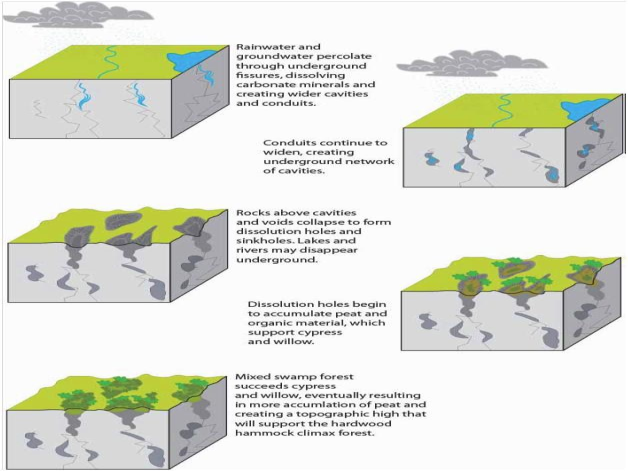 Rainwater and
groundwater percolate
through underground
fissures, dissolving
carbonate minerals and
creating wider cavities
and conduits.
Conduits continue to
widen, creating
underground network
of cavities.
Rocks above cavities
and voids collapse to form
dissolution holes and
sinkholes. Lakes and
rivers may disappear
underground.
Dissolution holes begin
to accumulate peat and
organic material, which
support cypress
and willow.
Mixed swamp forest
succeeds cypress
and willow, eventually resulting
in more accumlation of peat and
creating a topographic high that
will support the hardwood
hammock climax forest.